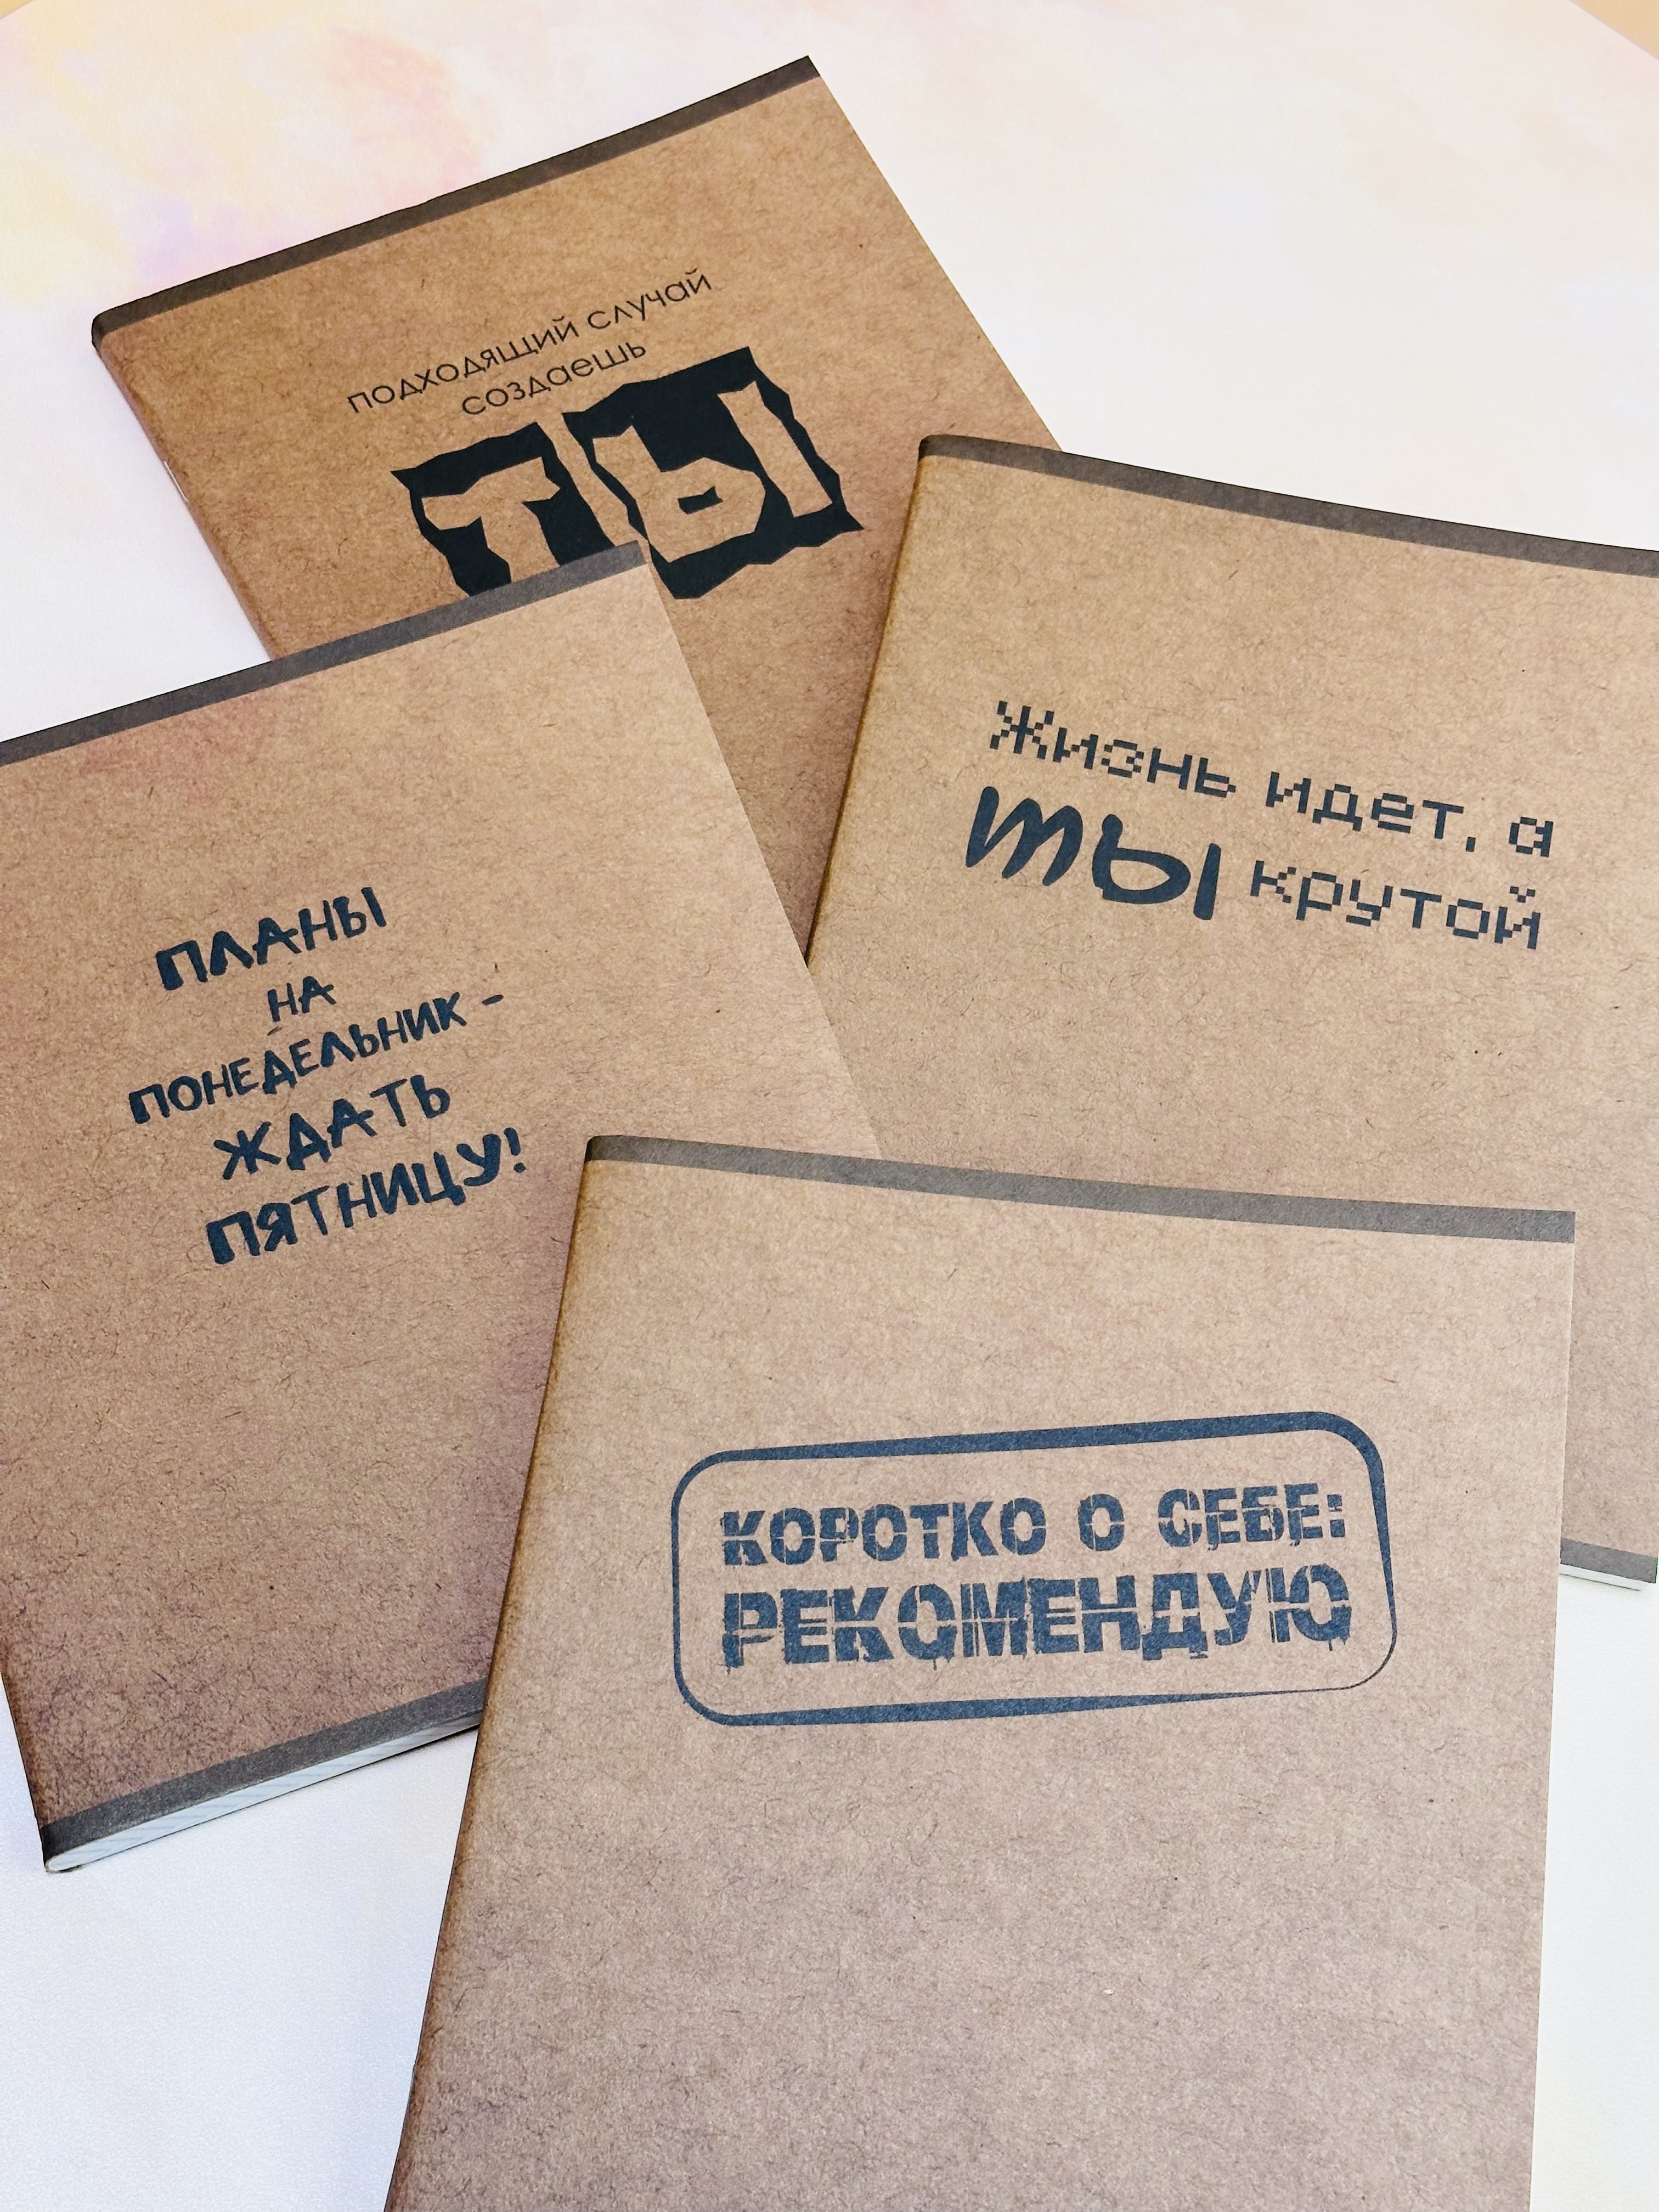 подходящий случай
создаешь
ты
Жизнь идет, а
ты крутой
ПЛАНЫ
НА
ПОНЕДЕЛЬНИК -
ЖДАТЬ
ПЯТНИЦУ!
КОРОТКО О СЕБЕ:
РЕКОМЕНДУЮ